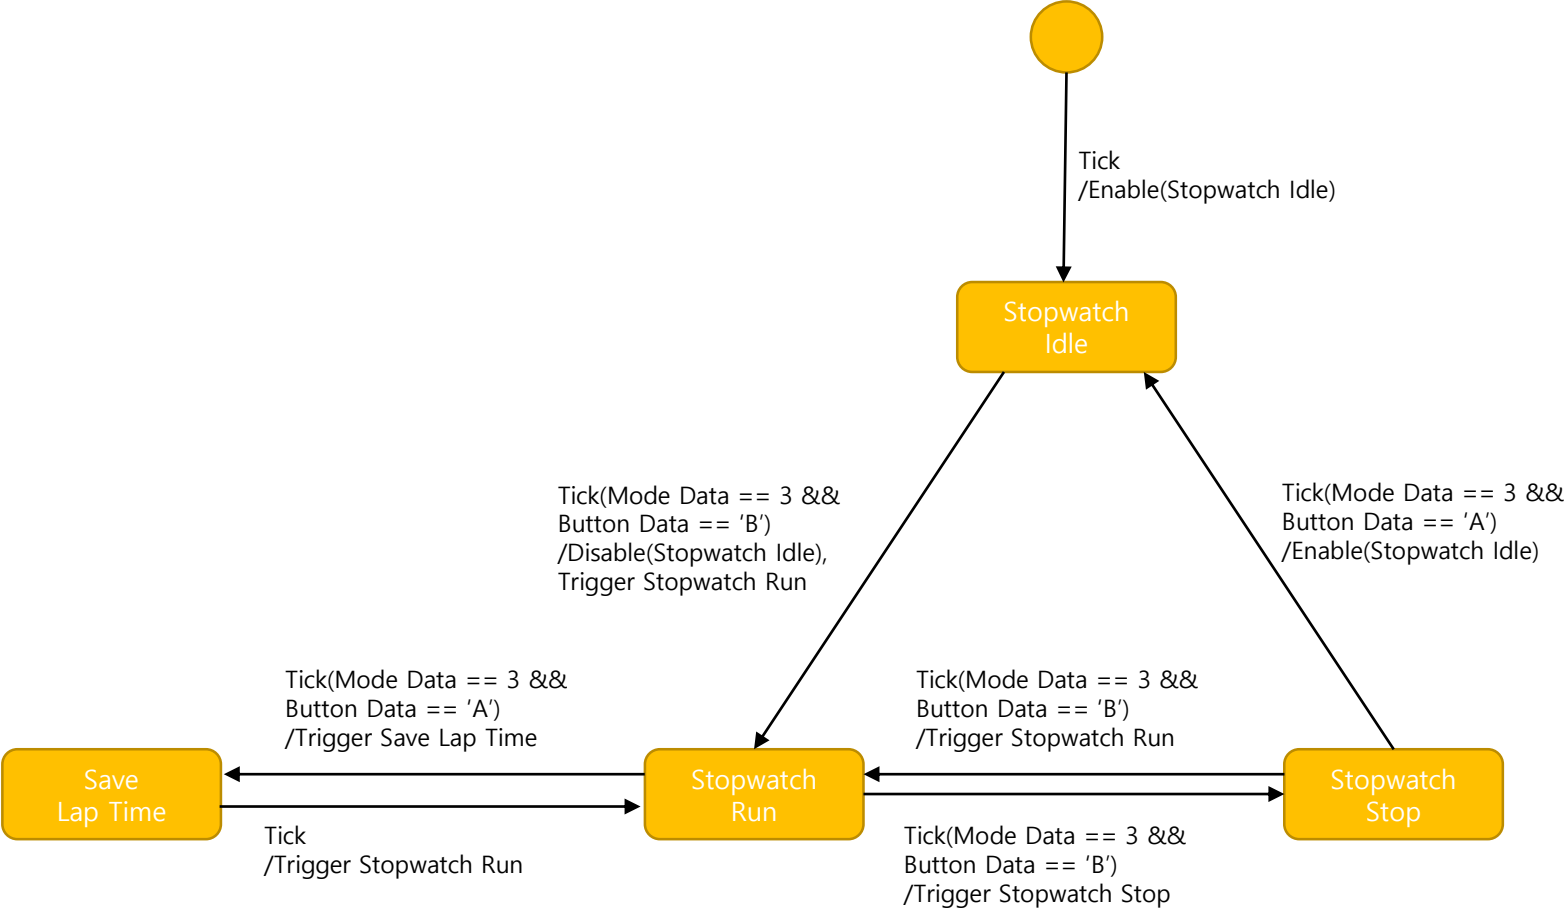 Tick
/Enable(Stopwatch Idle)
Stopwatch
Idle
Tick(Mode Data == 3 &&
Button Data == ‘B’)
/Disable(Stopwatch Idle),
Trigger Stopwatch Run
Tick(Mode Data == 3 &&
Button Data == ‘A’)
/Enable(Stopwatch Idle)
Tick(Mode Data == 3 &&
Button Data == ‘A’)
/Trigger Save Lap Time
Tick(Mode Data == 3 &&
Button Data == ‘B’)
/Trigger Stopwatch Run
Save
Lap Time
Stopwatch
Run
Stopwatch
Stop
Tick
/Trigger Stopwatch Run
Tick(Mode Data == 3 &&
Button Data == ‘B’)
/Trigger Stopwatch Stop